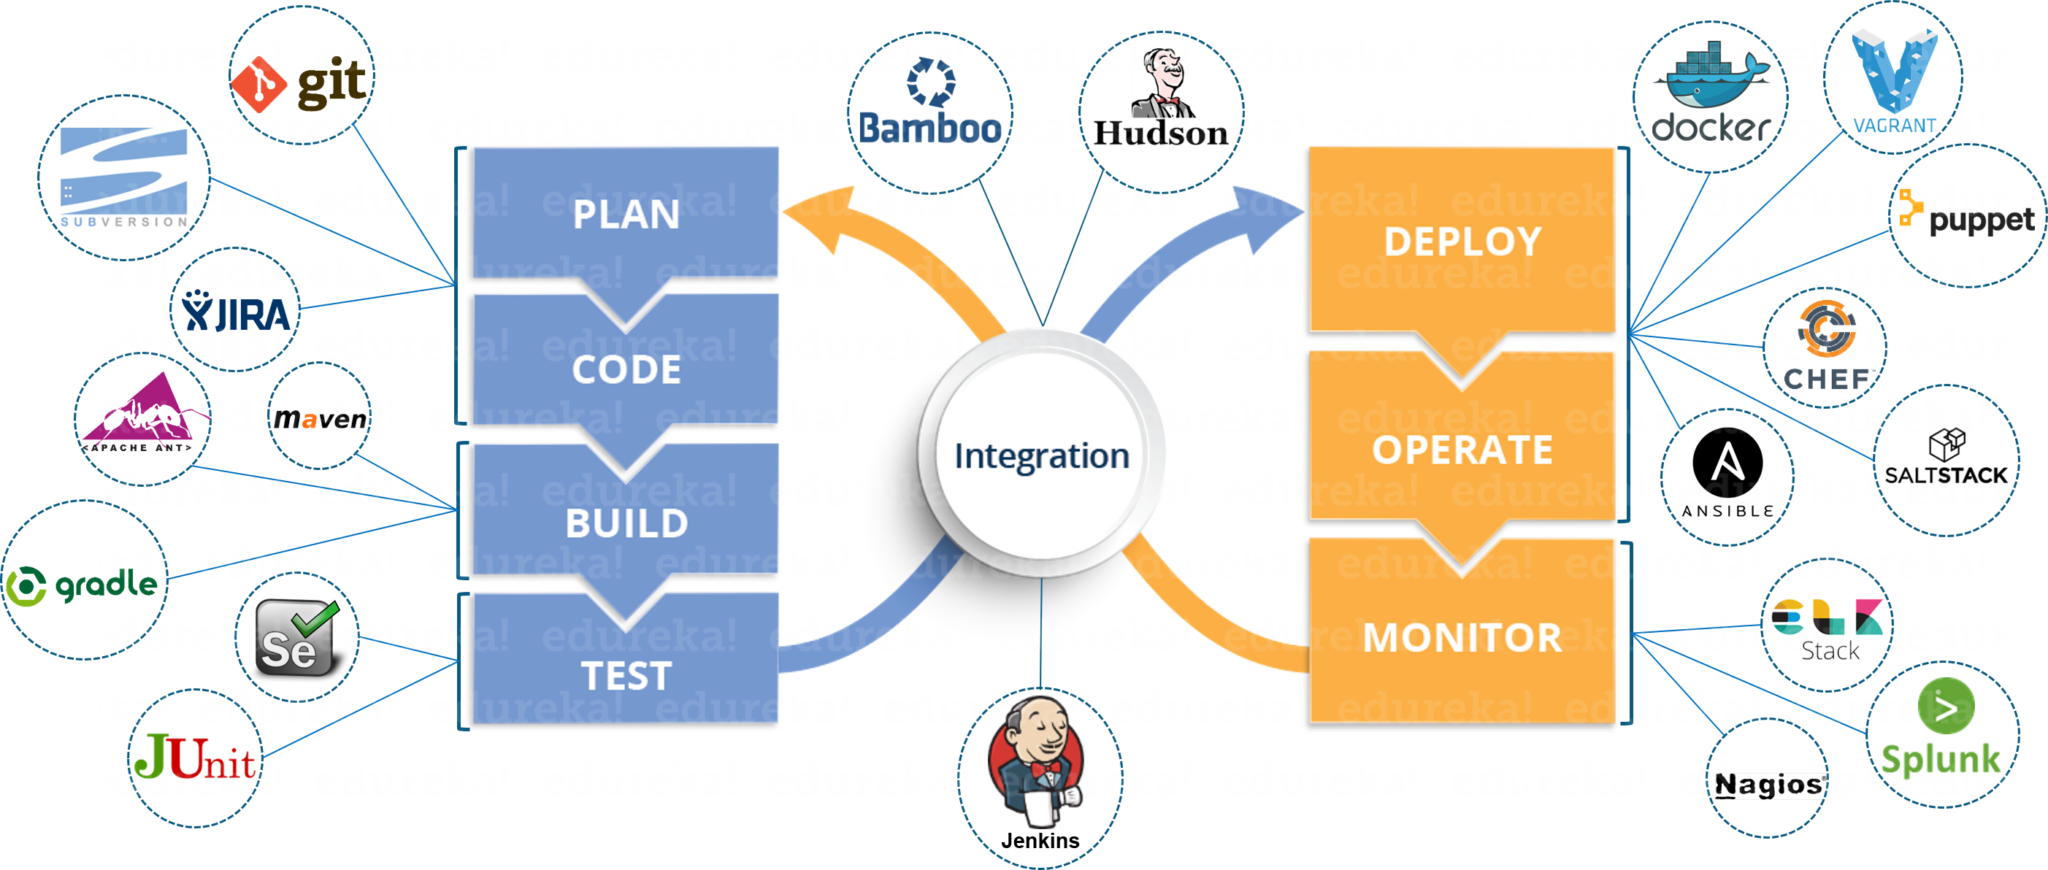 git
SUBVERSION
JIRA
<APACHE ANT>
maven
gradle
Se
JUnit
PLAN
CODE
BUILD
TEST
Bamboo
Hudson
Integration
Jenkins
DEPLOY
OPERATE
MONITOR
docker
VAGRANT
puppet
CHEF
SALTSTACK
ANSIBLE
ELK
Stack
Splunk
Nagios
edureka!